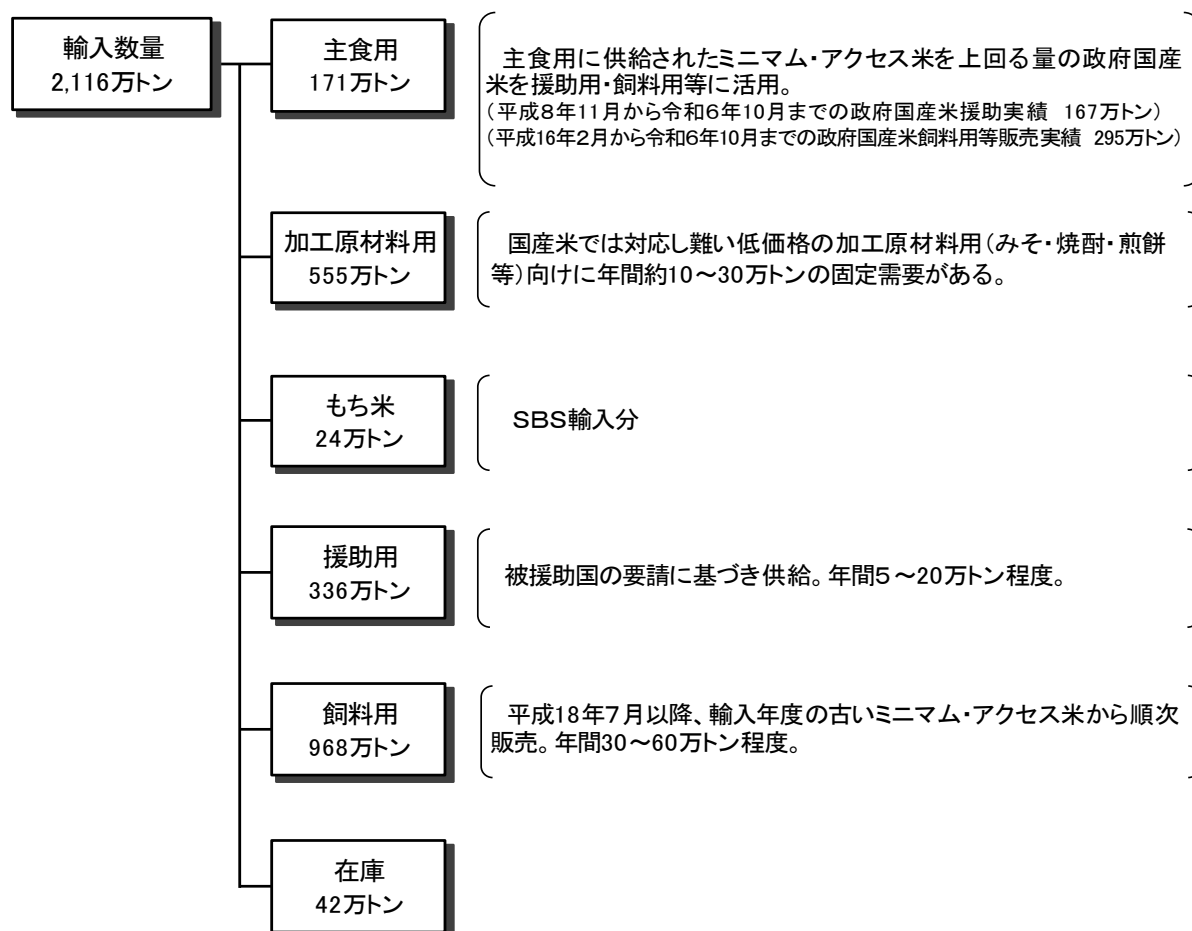 輸入数量
2,116万トン
主食用
171万トン
主食用に供給されたミニマム・アクセス米を上回る量の政府国産
米を援助用・飼料用等に活用。
(平成8年11月から令和6年10月までの政府国産米援助実績 167万トン)
(平成16年2月から令和6年10月までの政府国産米飼料用等販売実績 295万トン)
加工原材料用
555万トン
国産米では対応し難い低価格の加工原材料用(みそ・焼酎・煎餅
等)向けに年間約10～30万トンの固定需要がある。
もち米
24万トン
SBS輸入分
援助用
336万トン
被援助国の要請に基づき供給。年間5～20万トン程度。
飼料用
968万トン
平成18年7月以降、輸入年度の古いミニマム・アクセス米から順次
販売。年間30～60万トン程度。
在庫
42万トン